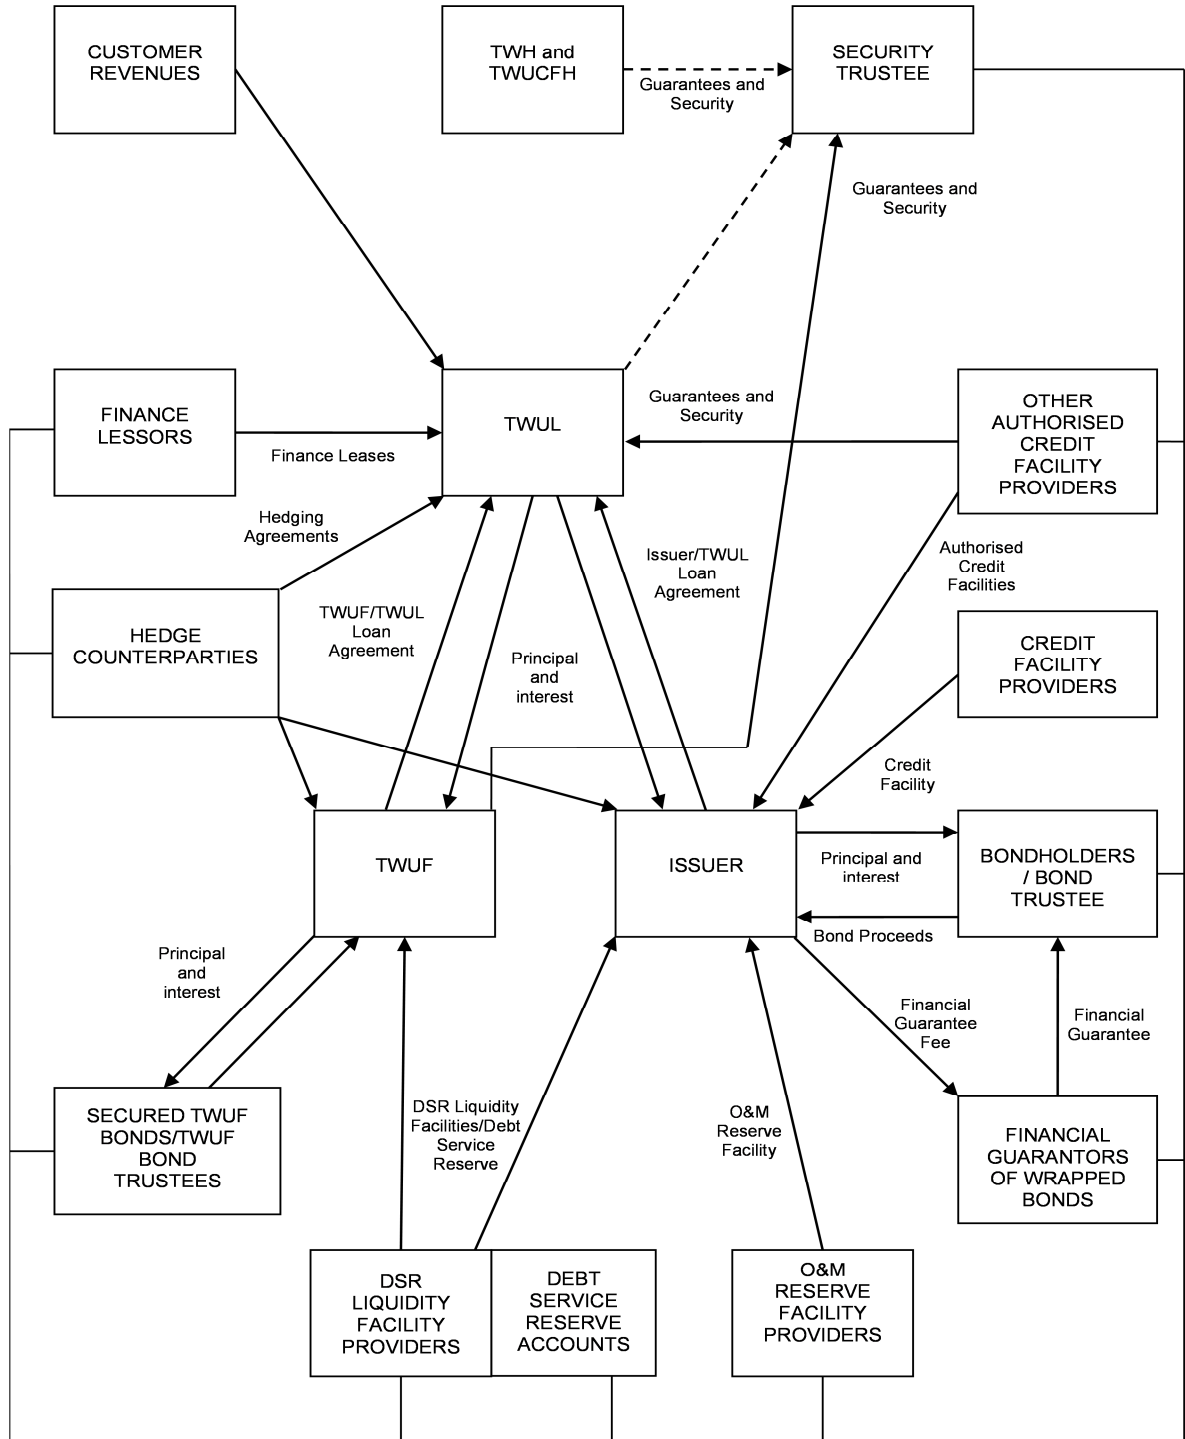 CUSTOMER
REVENUES
TWH and
TWUCFH
Guarantees and
Security
SECURITY
TRUSTEE
Guarantees and
Security
FINANCE
LESSORS
Finance Leases
TWUL
Guarantees and
Security
OTHER
AUTHORISED
CREDIT
FACILITY
PROVIDERS
Hedging
Agreements
Issuer/TWUL
Loan
Agreement
Authorised
Credit
Facilities
HEDGE
COUNTERPARTIES
TWUF/TWUL
Loan
Agreement
Principal
and
interest
CREDIT
FACILITY
PROVIDERS
Credit
Facility
TWUF
ISSUER
Principal and
interest
BONDHOLDERS
/ BOND
TRUSTEE
Bond Proceeds
Principal
and
interest
Financial
Guarantee
Fee
Financial
Guarantee
SECURED TWUF
BONDS/TWUF
BOND
TRUSTEES
DSR Liquidity
Facilities/Debt
Service
Reserve
O&M
Reserve
Facility
FINANCIAL
GUARANTORS
OF WRAPPED
BONDS
DSR
LIQUIDITY
FACILITY
PROVIDERS
DEBT
SERVICE
RESERVE
ACCOUNTS
O&M
RESERVE
FACILITY
PROVIDERS